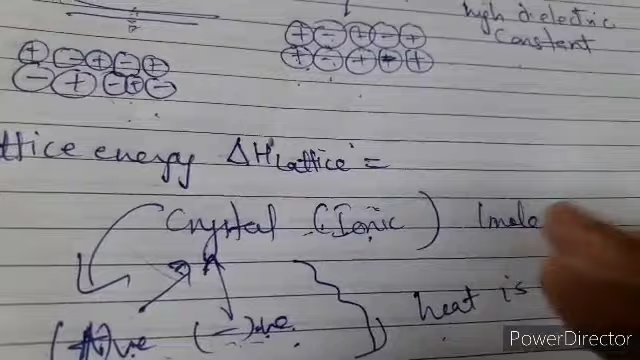 high dielectric
Constant
+ - + - +
+ - + - +
+ - + - +
- + - + -
ttice energy ΔH Lattice =
Crystal (Ionic) 1mole
(+)ve (-)ve
heat is
PowerDirector